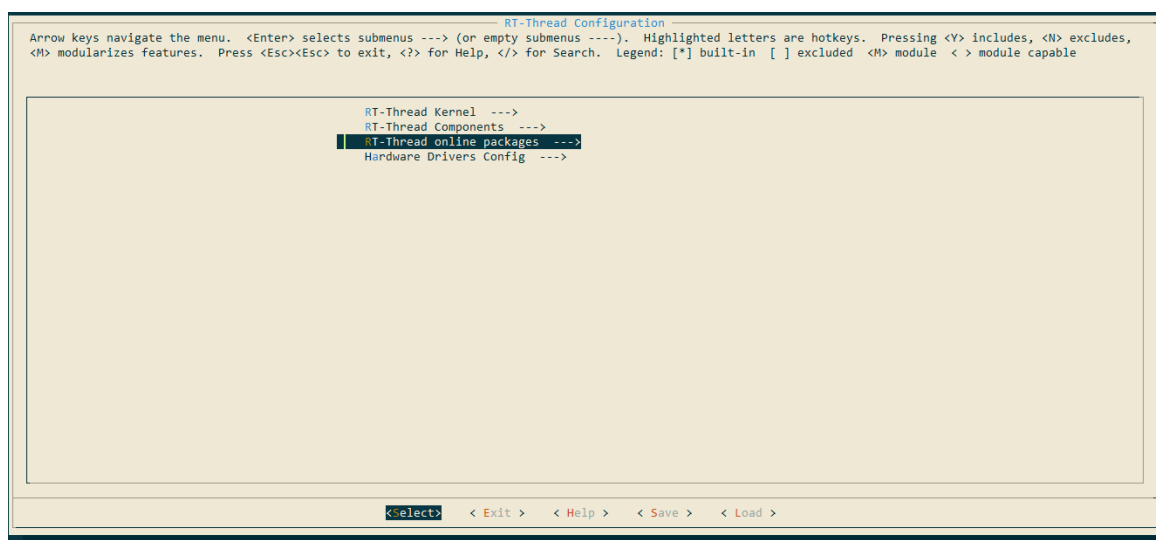 RT-Thread Configuration
Arrow keys navigate the menu.  <Enter> selects submenus ---> (or empty submenus ----).  Highlighted letters are hotkeys.  Pressing <Y> includes, <N> excludes,
<M> modularizes features.  Press <Esc><Esc> to exit, <?> for Help, </> for Search.  Legend: [*] built-in  [ ] excluded  <M> module  < > module capable
RT-Thread Kernel  --->
RT-Thread Components  --->
RT-Thread online packages  --->
Hardware Drivers Config  --->
<Select>    < Exit >    < Help >    < Save >    < Load >